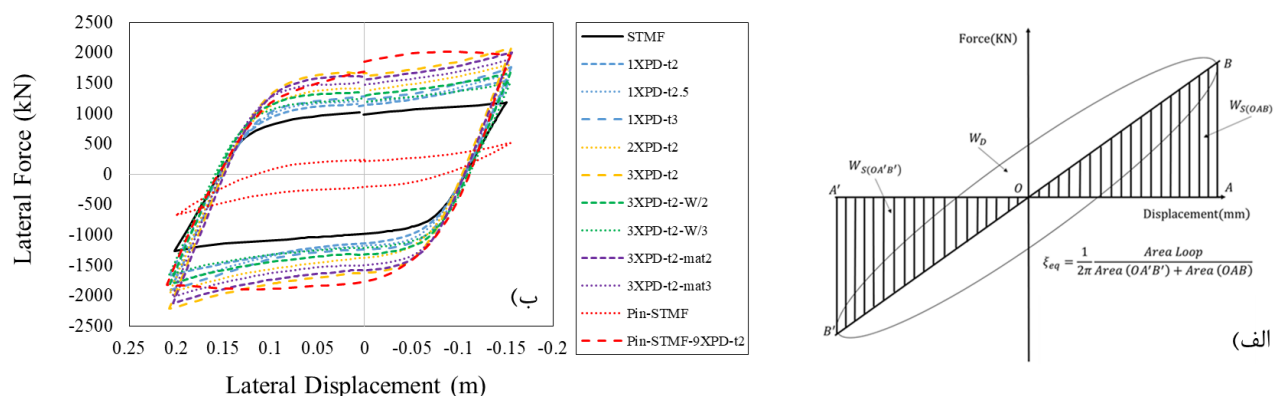 2500
2000
1500
1000
500
0
-500
-1000
-1500
-2000
-2500
0.25 0.2 0.15 0.1 0.05 0 -0.05 -0.1 -0.15 -0.2
Lateral Force (kN)
Lateral Displacement (m)
ب)
STMF
1XPD-t2
1XPD-t2.5
1XPD-t3
2XPD-t2
3XPD-t2
3XPD-t2-W/2
3XPD-t2-W/3
3XPD-t2-mat2
3XPD-t2-mat3
Pin-STMF
Pin-STMF-9XPD-t2
Force(KN)
B
W_S(OAB)
W_D
W_S(OA′B′)
A′
O
A
Displacement(mm)
ξ_eq = 1/2π Area Loop / Area (OA′B′) + Area (OAB)
B′
الف)